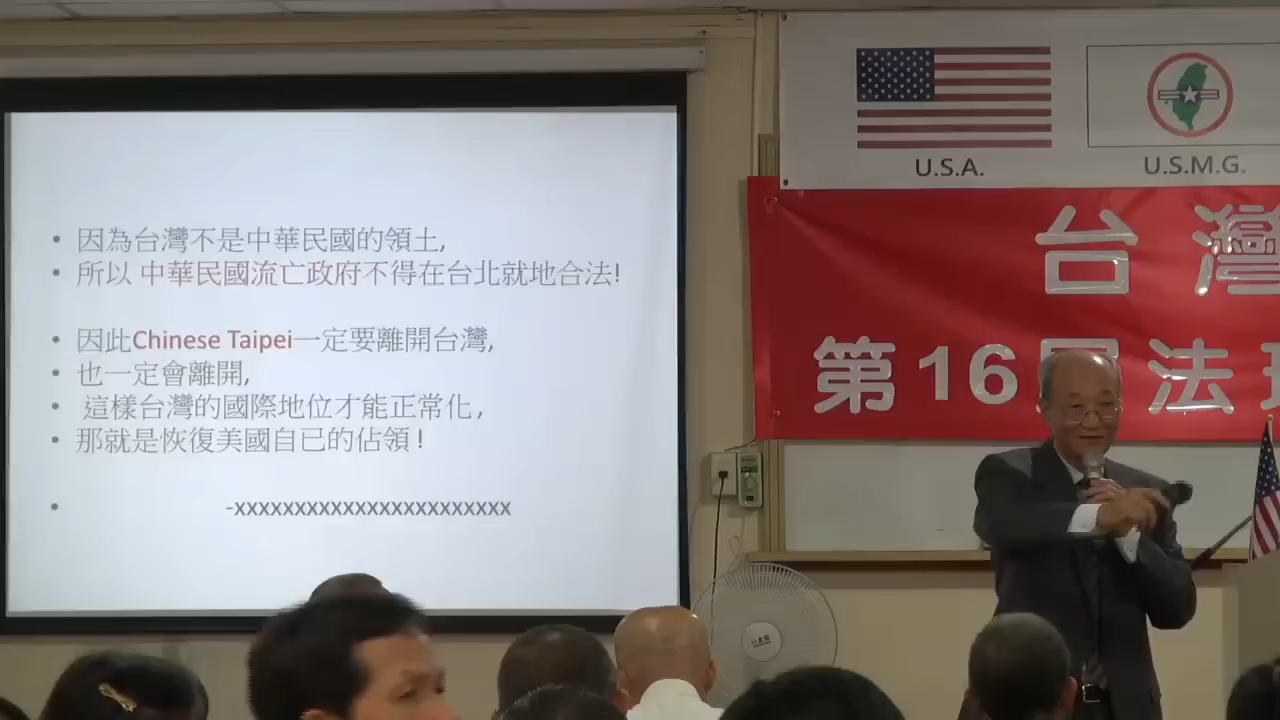 因為台灣不是中華民國的領土,
所以 中華民國流亡政府不得在台北就地合法!
因此Chinese Taipei一定要離開台灣,
也一定會離開,
這樣台灣的國際地位才能正常化,
那就是恢復美國自已的佔領!
-xxxxxxxxxxxxxxxxxxxxxxx
U.S.A.
U.S.M.G.
台灣
第16屆法